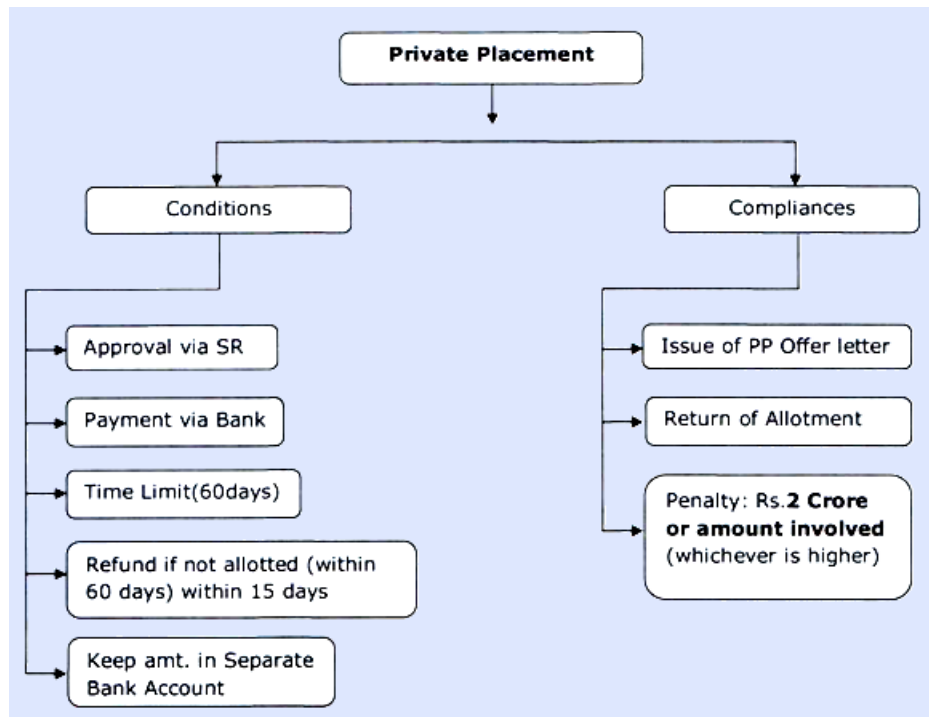 Private Placement
Conditions
Approval via SR
Payment via Bank
Time Limit(60days)
Refund if not allotted (within
60 days) within 15 days
Keep amt. in Separate
Bank Account
Compliances
Issue of PP Offer letter
Return of Allotment
Penalty: Rs.2 Crore
or amount involved
(whichever is higher)